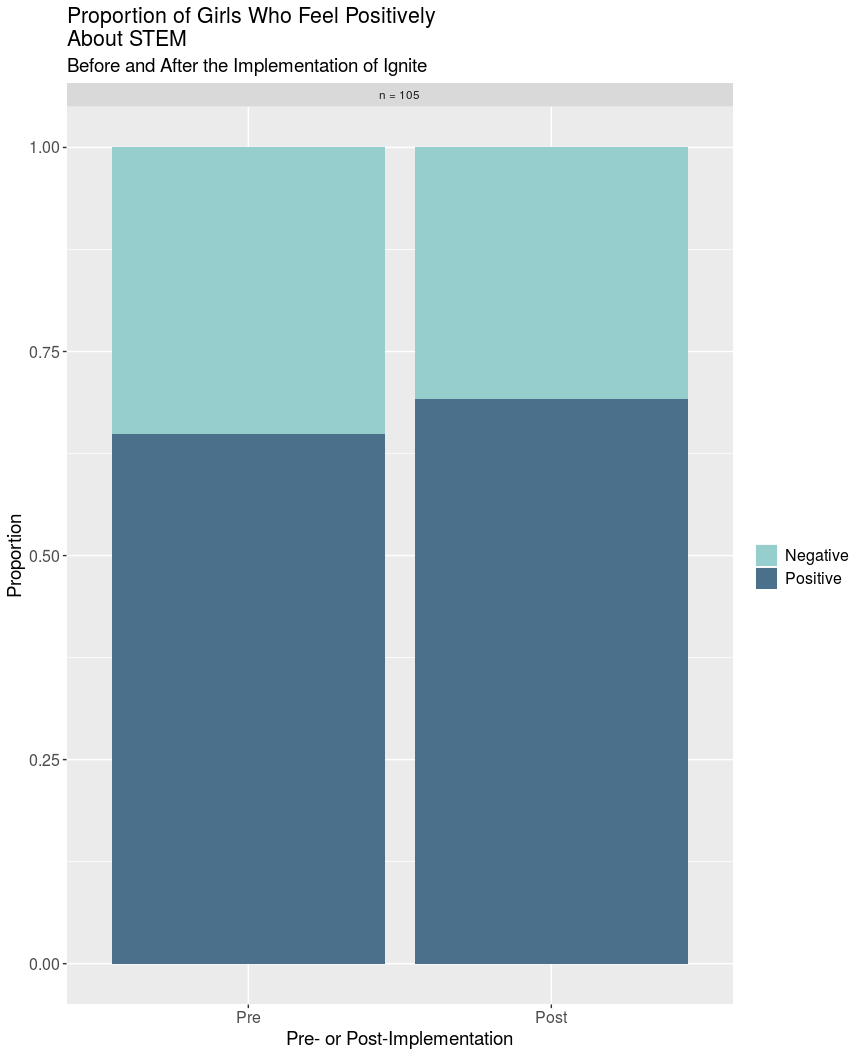 Proportion of Girls Who Feel Positively
About STEM
Before and After the Implementation of Ignite
n = 105
1.00
0.75
0.50
0.25
0.00
Proportion
Pre
Post
Pre- or Post-Implementation
Negative
Positive